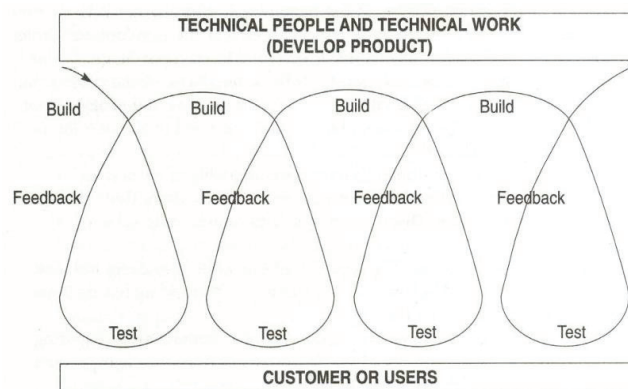 TECHNICAL PEOPLE AND TECHNICAL WORK
(DEVELOP PRODUCT)
Build
Build
Build
Build
Feedback
Feedback
Feedback
Feedback
Test
Test
Test
Test
CUSTOMER OR USERS